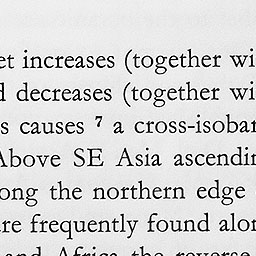 et increases (together wi
d decreases (together wi
s causes ⁷ a cross-isobar
Above SE Asia ascendin
ong the northern edge
re frequently found alon
and Africa the reverse